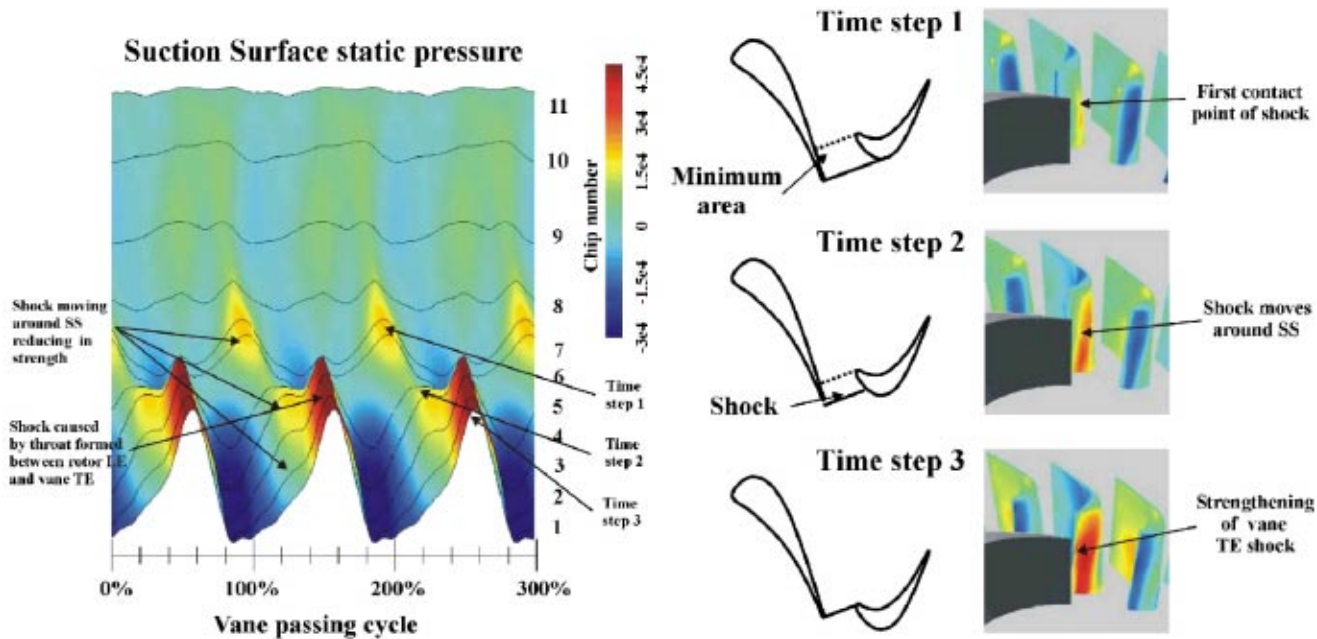 Suction Surface static pressure
11
10
9
8
7
6
5
4
3
2
1
Chip number
4.5e4
3e4
1.5e4
0
-1.5e4
-3e4
Shock moving
around SS
reducing in
strength
Shock caused
by throat formed
between rotor LE
and vane TE
Time
step 1
Time
step 2
Time
step 3
0%
100%
200%
300%
Vane passing cycle
Time step 1
Minimum
area
First contact
point of shock
Time step 2
Shock
Shock moves
around SS
Time step 3
Strengthening
of vane
TE shock